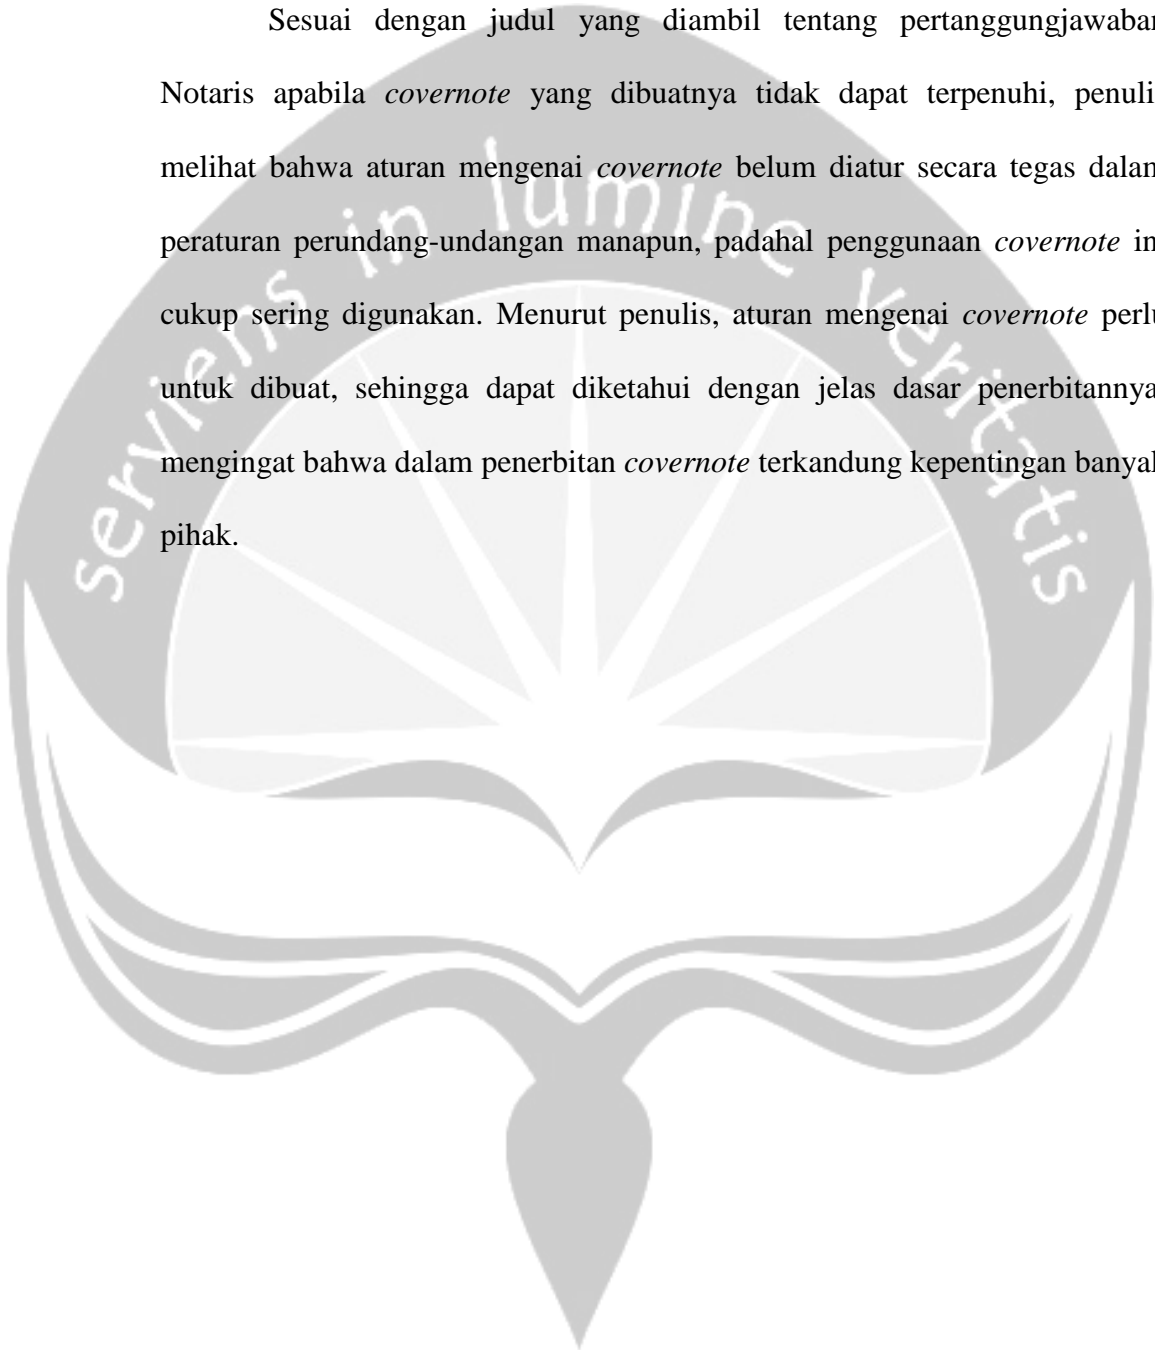 Sesuai dengan judul yang diambil tentang pertanggungjawaban
Notaris apabila covernote yang dibuatnya tidak dapat terpenuhi, penuli
melihat bahwa aturan mengenai covernote belum diatur secara tegas dalam
peraturan perundang-undangan manapun, padahal penggunaan covernote in
cukup sering digunakan. Menurut penulis, aturan mengenai covernote perlu
untuk dibuat, sehingga dapat diketahui dengan jelas dasar penerbitannya
mengingat bahwa dalam penerbitan covernote terkandung kepentingan banyak
pihak.
serviens in lumine veritatis